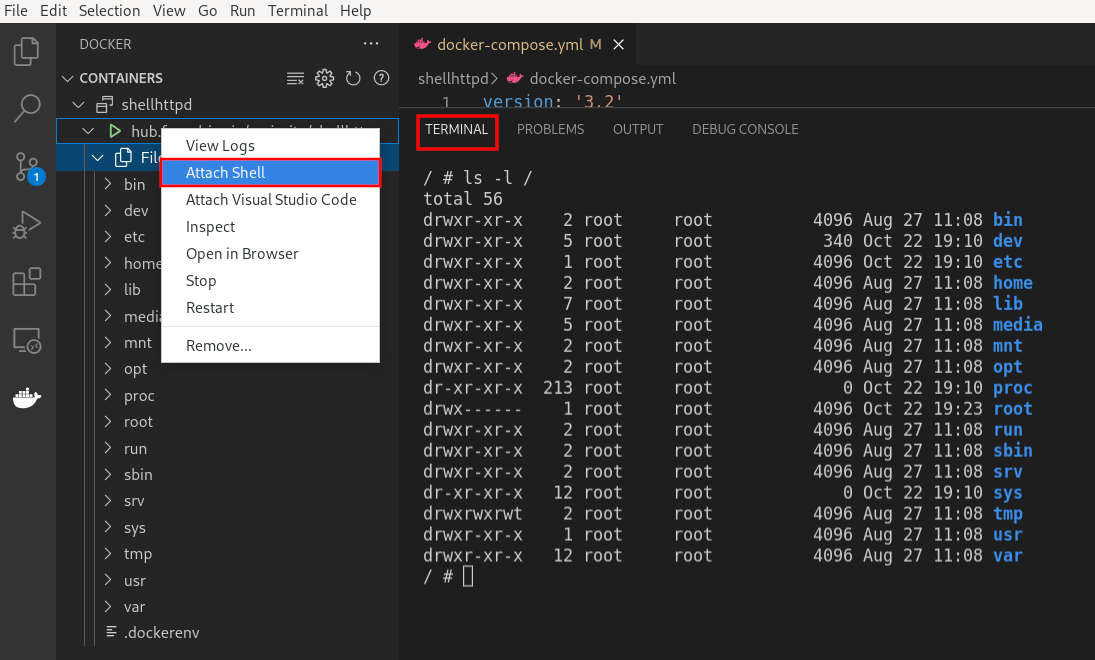 File Edit Selection View Go Run Terminal Help
DOCKER
CONTAINERS
shellhttpd
View Logs
Attach Shell
Attach Visual Studio Code
Inspect
Open in Browser
Stop
Restart
Remove...
bin
dev
etc
home
lib
mnt
opt
proc
root
run
sbin
srv
sys
tmp
usr
var
.dockerenv
1
docker-compose.yml M
shellhttpd > docker-compose.yml
1 version: '3.2'
TERMINAL PROBLEMS OUTPUT DEBUG CONSOLE
/ # ls -l /
total 56
drwxr-xr-x 2 root root 4096 Aug 27 11:08 bin
drwxr-xr-x 5 root root 340 Oct 22 19:10 dev
drwxr-xr-x 1 root root 4096 Oct 22 19:10 etc
drwxr-xr-x 2 root root 4096 Aug 27 11:08 home
drwxr-xr-x 7 root root 4096 Aug 27 11:08 lib
drwxr-xr-x 5 root root 4096 Aug 27 11:08 media
drwxr-xr-x 2 root root 4096 Aug 27 11:08 mnt
drwxr-xr-x 2 root root 4096 Aug 27 11:08 opt
dr-xr-xr-x 213 root root 0 Oct 22 19:10 proc
drwx------ 1 root root 4096 Oct 22 19:23 root
drwxr-xr-x 2 root root 4096 Aug 27 11:08 run
drwxr-xr-x 2 root root 4096 Aug 27 11:08 sbin
drwxr-xr-x 2 root root 4096 Aug 27 11:08 srv
dr-xr-xr-x 12 root root 0 Oct 22 19:10 sys
drwxrwxrwt 2 root root 4096 Aug 27 11:08 tmp
drwxr-xr-x 1 root root 4096 Aug 27 11:08 usr
drwxr-xr-x 12 root root 4096 Aug 27 11:08 var
/ #